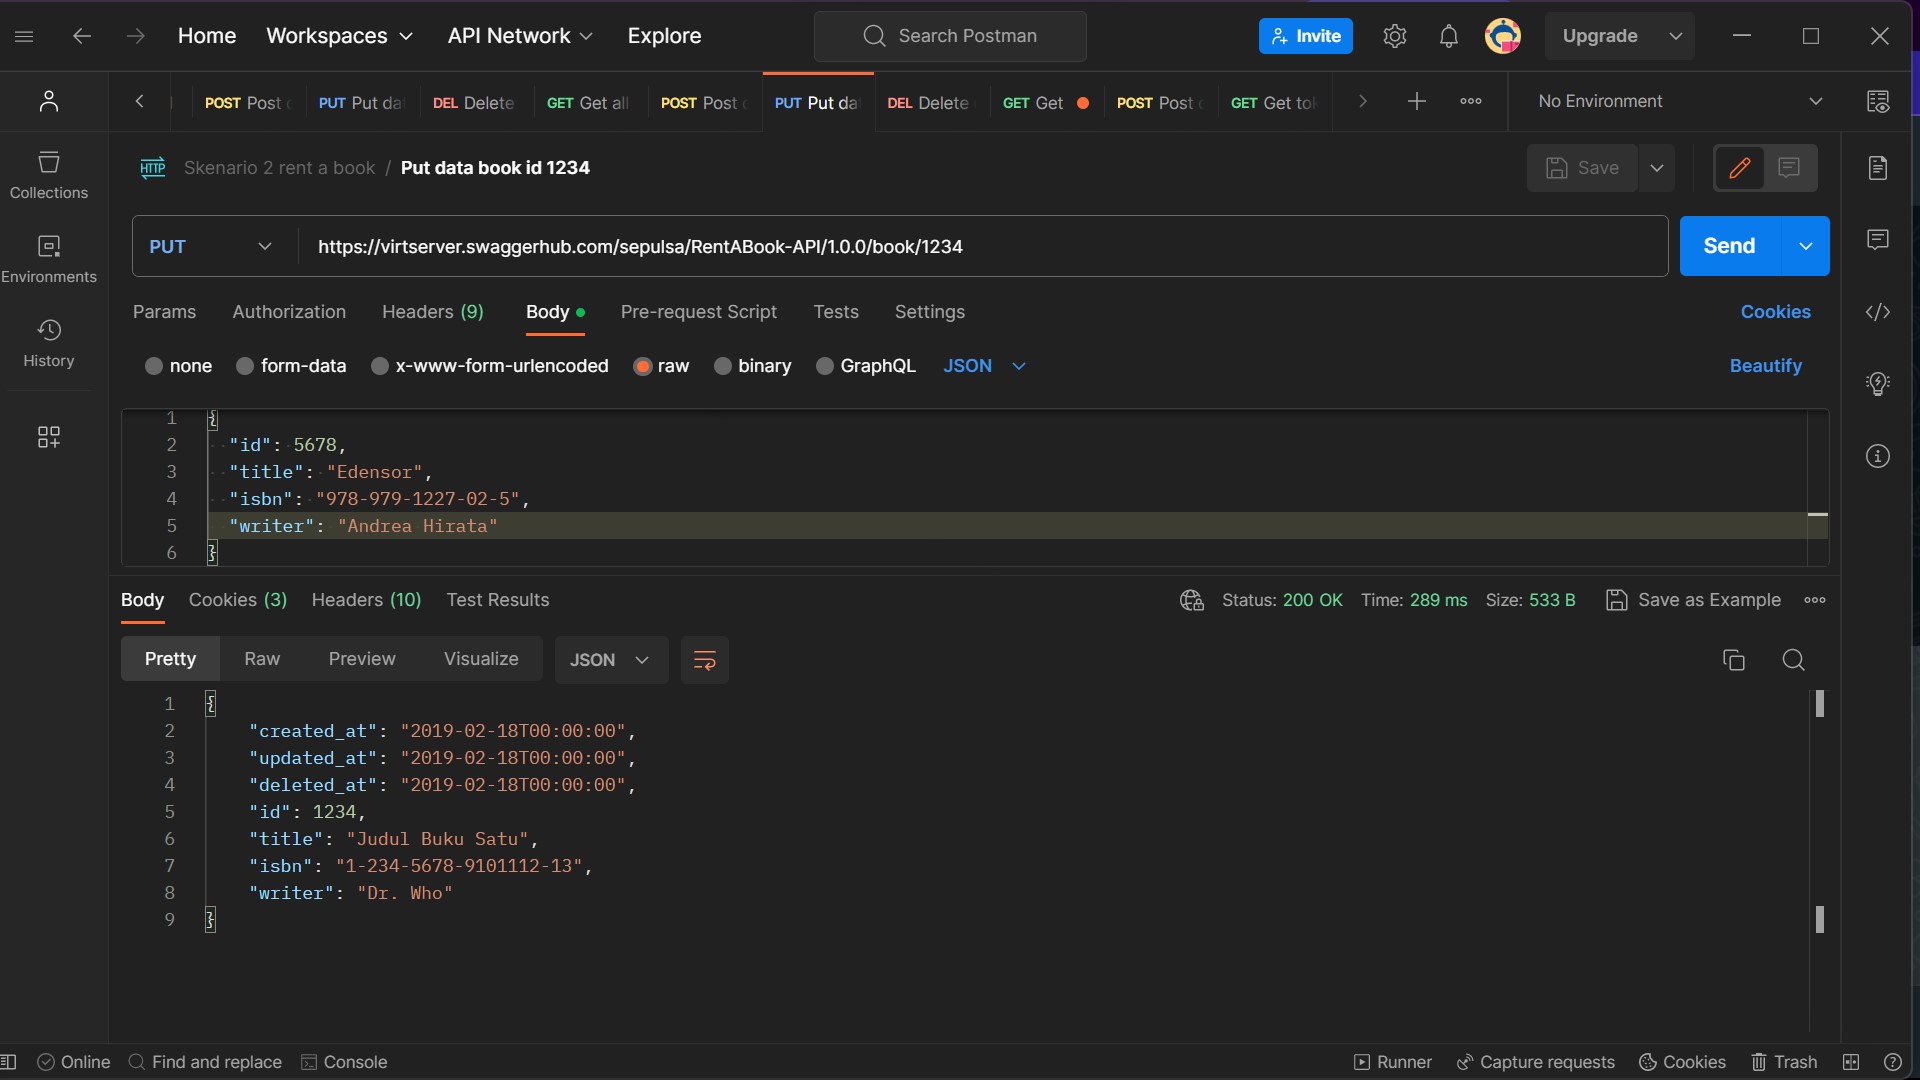 Home Workspaces API Network Explore Search Postman Invite Upgrade
POST Post PUT Put da DEL Delete GET Get all POST Post PUT Put da DEL Delete GET Get POST Post GET Get tok No Environment
HTTP Skenario 2 rent a book / Put data book id 1234 Save
Collections
PUT https://virtserver.swaggerhub.com/sepulsa/RentABook-API/1.0.0/book/1234 Send
Environments
Params Authorization Headers (9) Body Pre-request Script Tests Settings Cookies
History
none form-data x-www-form-urlencoded raw binary GraphQL JSON Beautify
1 {
2 "id": 5678,
3 "title": "Edensor",
4 "isbn": "978-979-1227-02-5",
5 "writer": "Andrea Hirata"
6 }
Body Cookies (3) Headers (10) Test Results Status: 200 OK Time: 289 ms Size: 533 B Save as Example
Pretty Raw Preview Visualize JSON
1 {
2 "created_at": "2019-02-18T00:00:00",
3 "updated_at": "2019-02-18T00:00:00",
4 "deleted_at": "2019-02-18T00:00:00",
5 "id": 1234,
6 "title": "Judul Buku Satu",
7 "isbn": "1-234-5678-9101112-13",
8 "writer": "Dr. Who"
9 }
Online Find and replace Console Runner Capture requests Cookies Trash